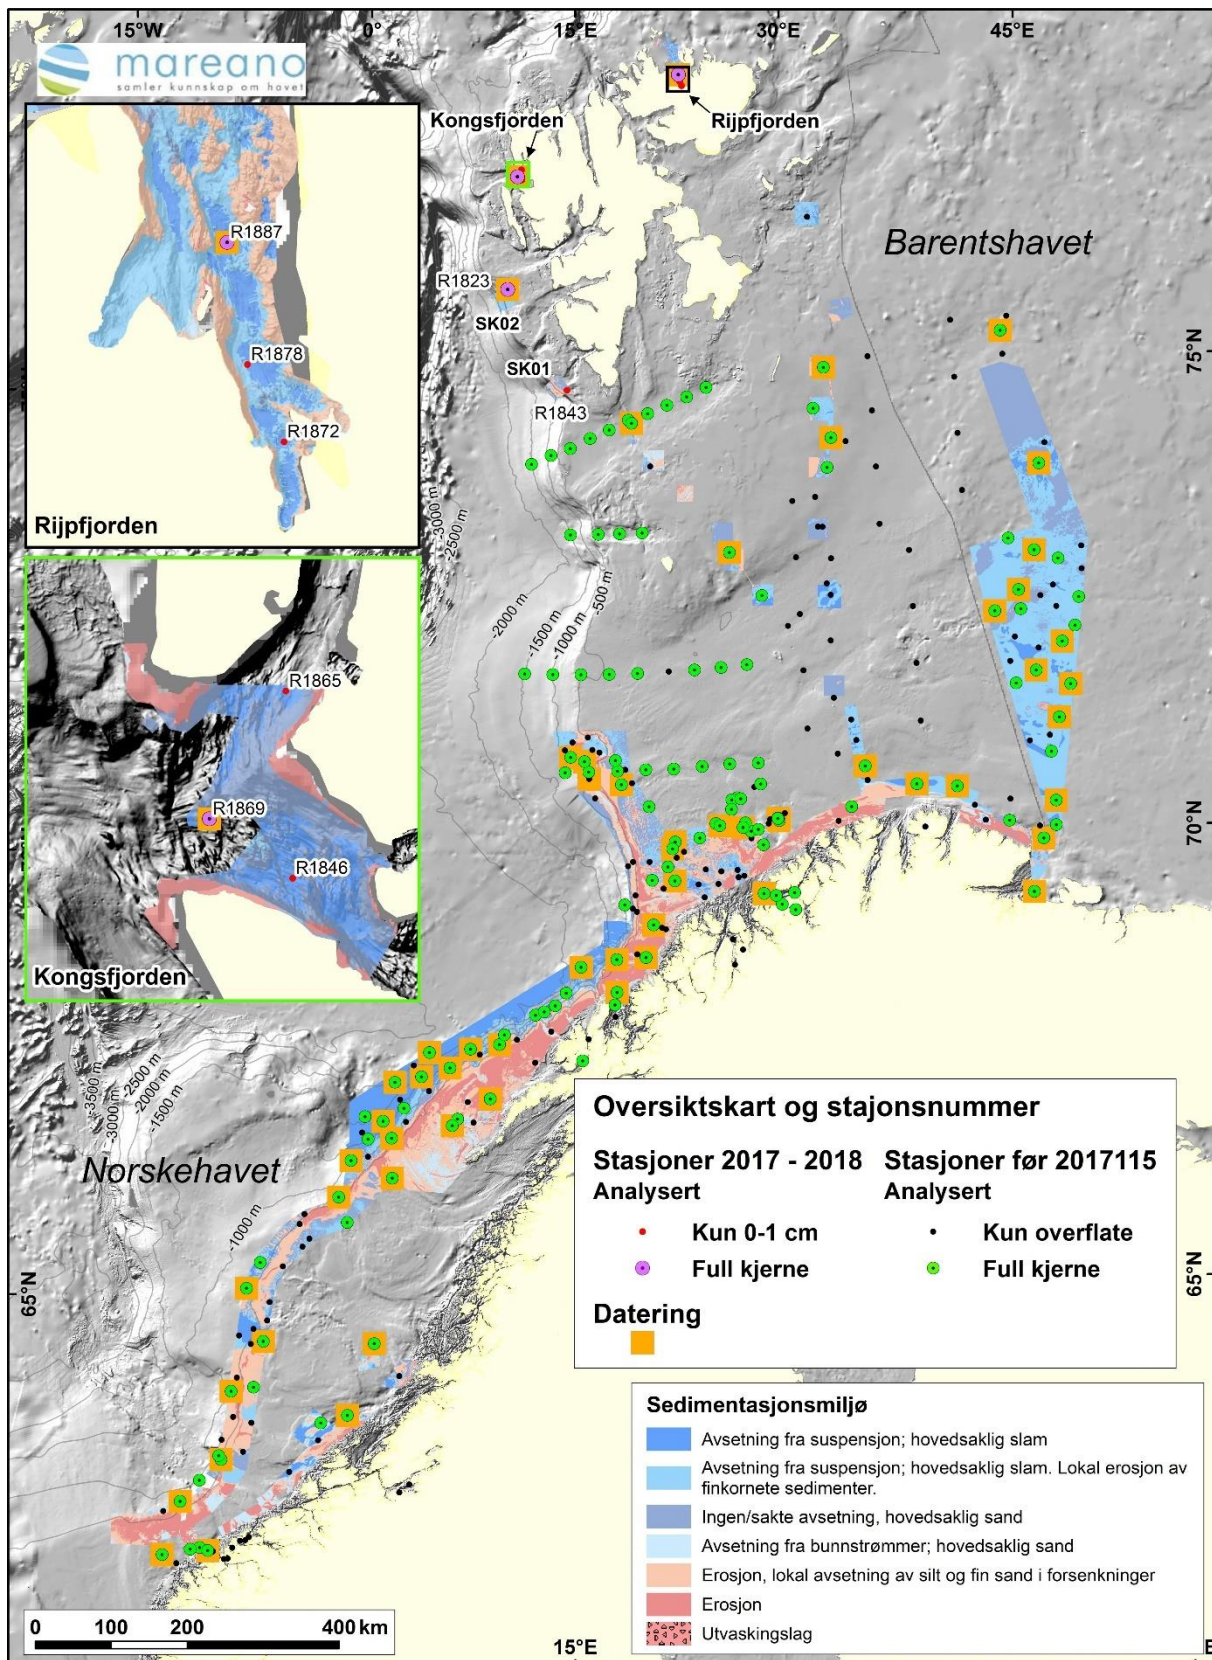 15°W 0° 15°E 30°E 45°E
mareano
samler kunnskap om havet
Kongsfjorden
Rijpfjorden
R1887
R1878
R1872
Rijpfjorden
Barentshavet
R1823
SK02
SK01
R1843
75°N
-3000 m
-2500 m
-2000 m
-1500 m
-1000 m
-500 m
R1865
R1869
R1846
Kongsfjorden
70°N
-3500 m
-3000 m
-2500 m
-2000 m
-1500 m
Norskehavet
-1000 m
65°N
65°N
Oversiktskart og stajonsnummer
Stasjoner 2017 - 2018 Stasjoner før 2017115
Analysert Analysert
Kun 0-1 cm Kun overflate
Full kjerne Full kjerne
Datering
Sedimentasjonsmiljø
Avsetning fra suspensjon; hovedsaklig slam
Avsetning fra suspensjon; hovedsaklig slam. Lokal erosjon av
finkornete sedimenter.
Ingen/sakte avsetning, hovedsaklig sand
Avsetning fra bunnstrømmer; hovedsaklig sand
Erosjon, lokal avsetning av silt og fin sand i forsenkninger
Erosjon
Utvaskingslag
0 100 200 400 km
15°E